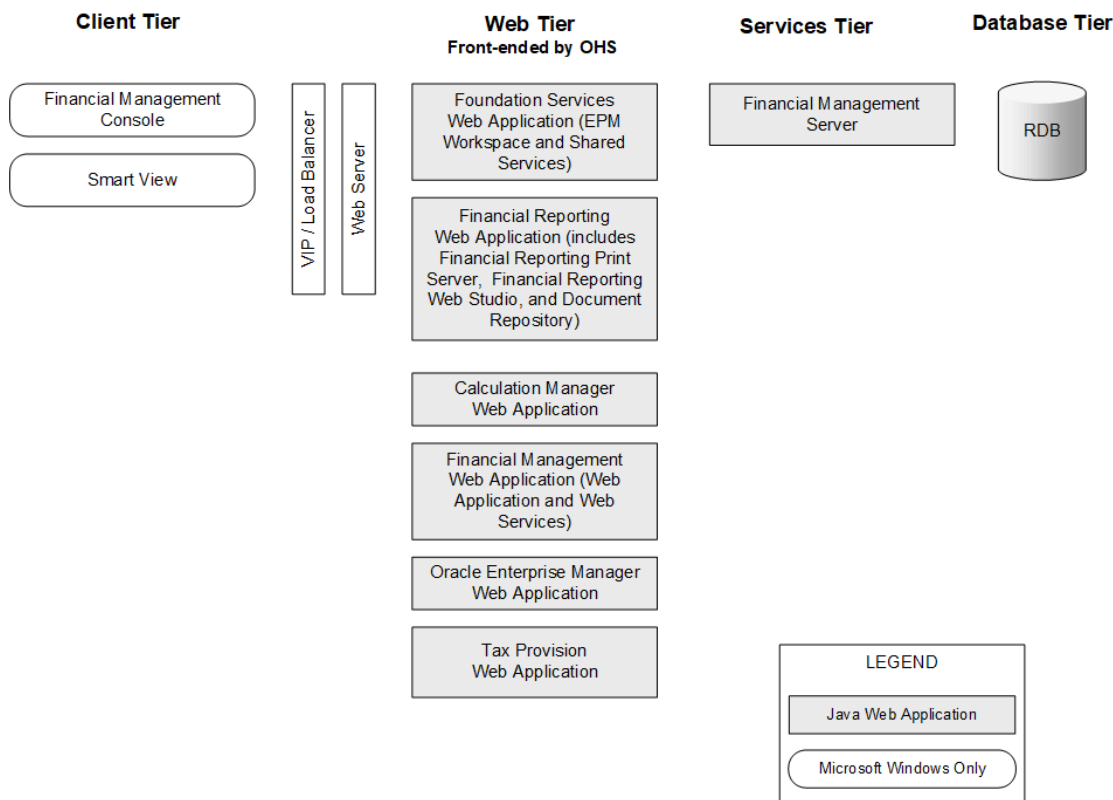 Client Tier
Financial Management
Console
Smart View
VIP / Load Balancer
Web Server
Web Tier
Front-ended by OHS
Foundation Services
Web Application (EPM
Workspace and Shared
Services)
Financial Reporting
Web Application (includes
Financial Reporting Print
Server, Financial Reporting
Web Studio, and Document
Repository)
Calculation Manager
Web Application
Financial Management
Web Application (Web
Application and Web
Services)
Oracle Enterprise Manager
Web Application
Tax Provision
Web Application
Services Tier
Financial Management
Server
Database Tier
RDB
LEGEND
Java Web Application
Microsoft Windows Only